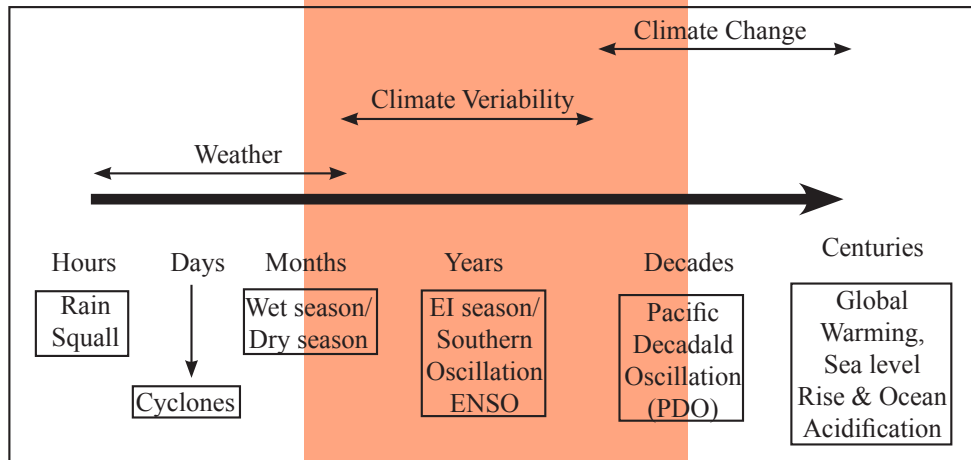 Climate Change
Climate Veriability
Weather
Hours
Days
Months
Years
Decades
Centuries
Rain
Squall
Cyclones
Wet season/
Dry season
EI season/
Southern
Oscillation
ENSO
Pacific
Decadald
Oscillation
(PDO)
Global
Warming,
Sea level
Rise & Ocean
Acidification